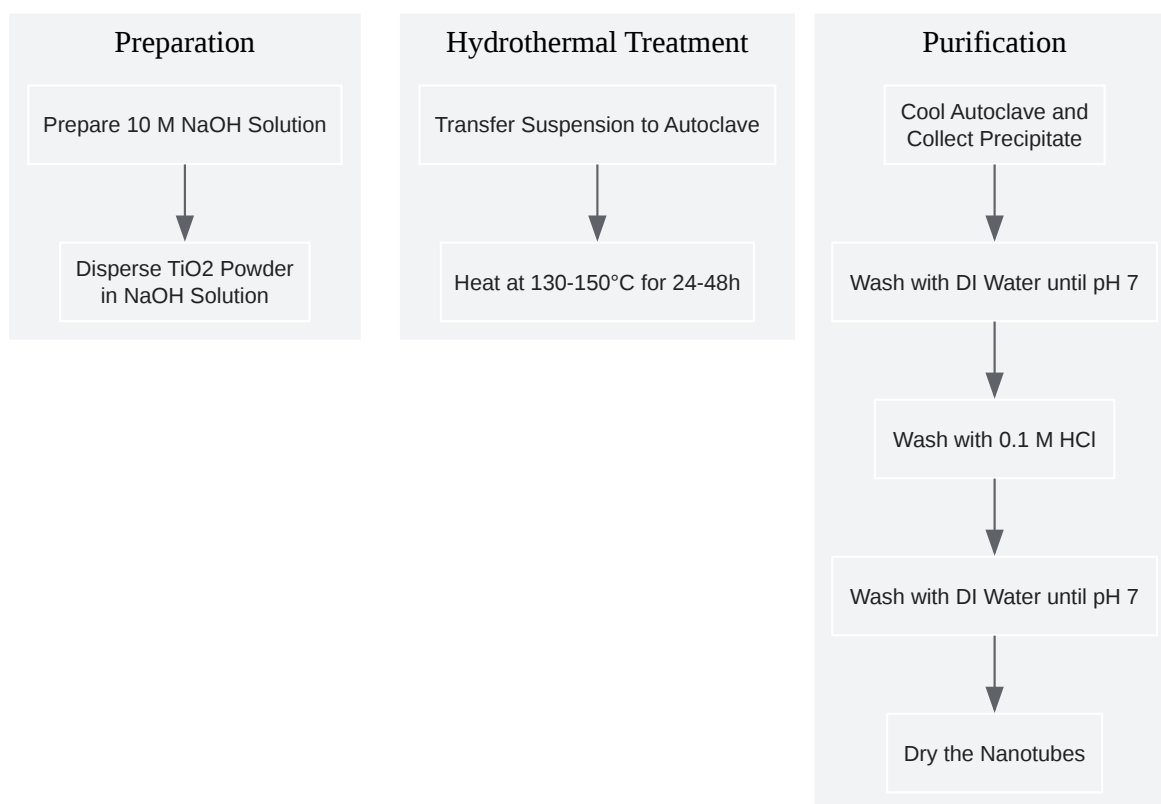 Preparation
Prepare 10 M NaOH Solution
Disperse TiO2 Powder
in NaOH Solution
Hydrothermal Treatment
Transfer Suspension to Autoclave
Heat at 130-150°C for 24-48h
Purification
Cool Autoclave and
Collect Precipitate
Wash with DI Water until pH 7
Wash with 0.1 M HCl
Wash with DI Water until pH 7
Dry the Nanotubes